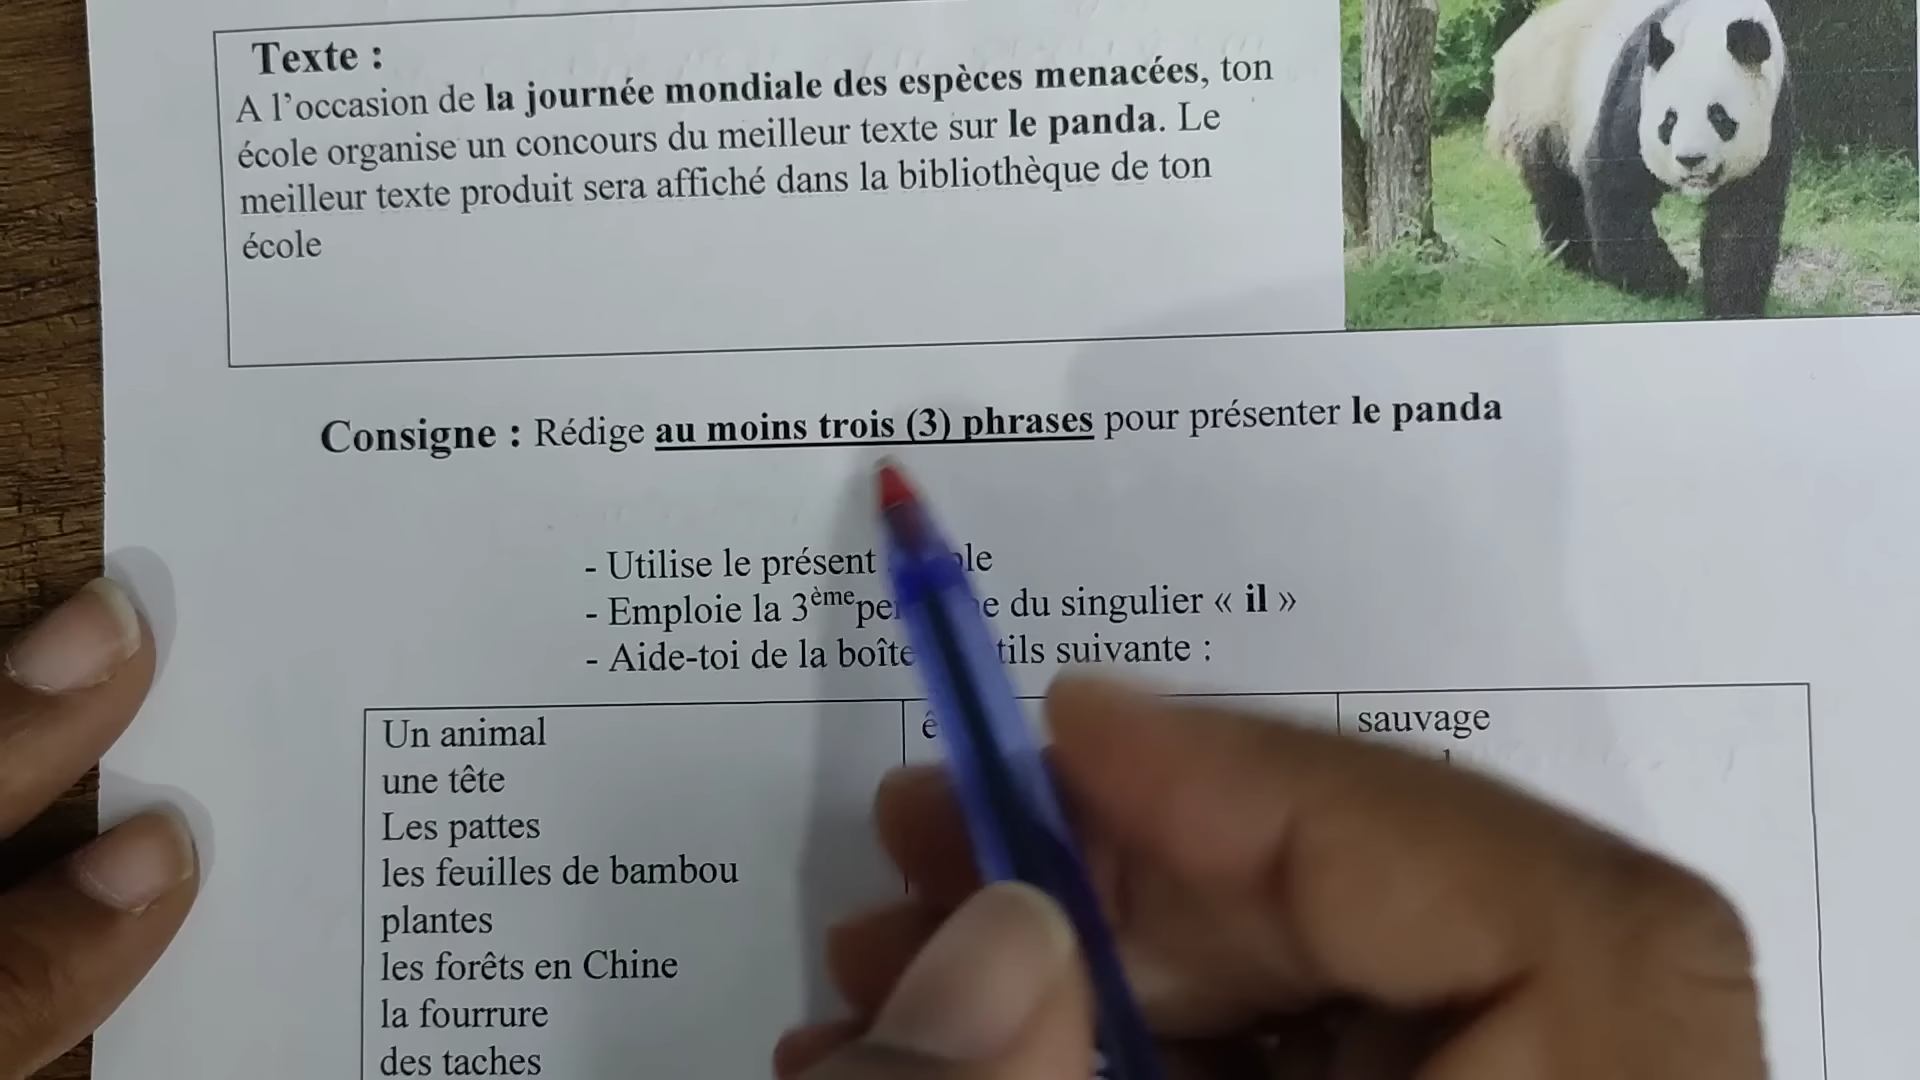 Texte :
A l’occasion de la journée mondiale des espèces menacées, ton
école organise un concours du meilleur texte sur le panda. Le
meilleur texte produit sera affiché dans la bibliothèque de ton
école
Consigne : Rédige au moins trois (3) phrases pour présenter le panda
- Utilise le présent
- Emploie la 3ème du singulier « il »
- Aide-toi de la boîte suivante :
Un animal
sauvage
une tête
Les pattes
les feuilles de bambou
plantes
les forêts en Chine
la fourrure
des taches